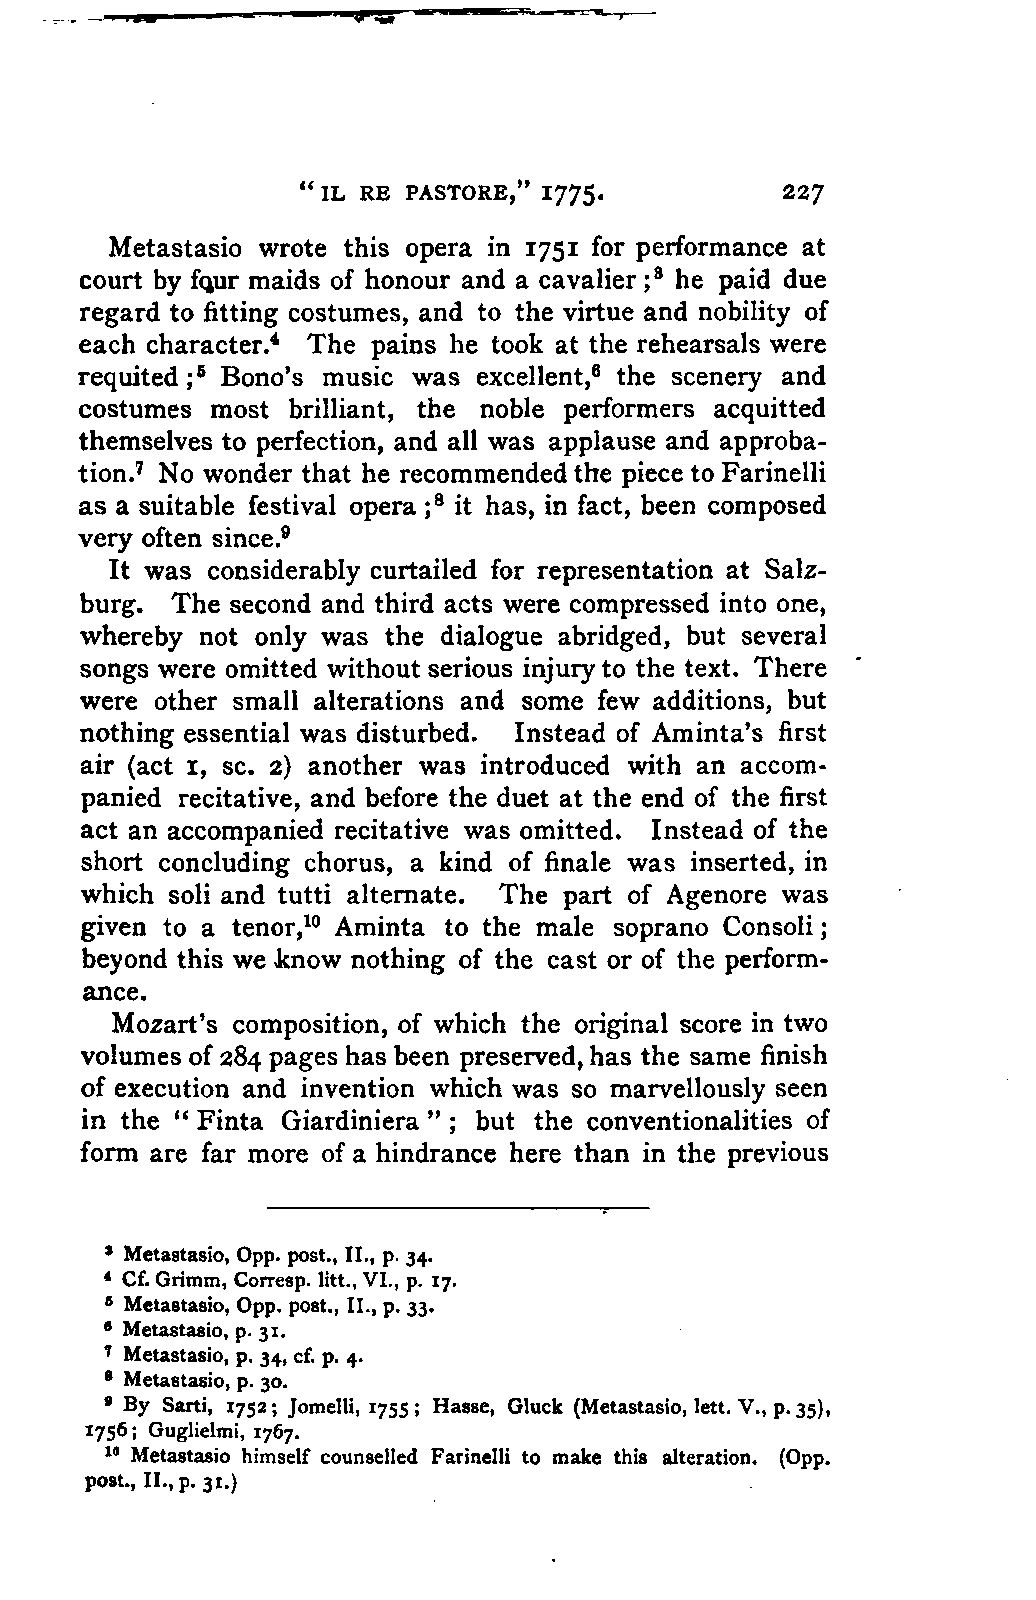 "IL RE PASTORE," 1775. 227
Metastasio wrote this opera in 1751 for performance at
court by four maids of honour and a cavalier;³ he paid due
regard to fitting costumes, and to the virtue and nobility of
each character.⁴ The pains he took at the rehearsals were
requited;⁵ Bono's music was excellent,⁶ the scenery and
costumes most brilliant, the noble performers acquitted
themselves to perfection, and all was applause and approba-
tion.⁷ No wonder that he recommended the piece to Farinelli
as a suitable festival opera;⁸ it has, in fact, been composed
very often since.⁹
It was considerably curtailed for representation at Salz-
burg. The second and third acts were compressed into one,
whereby not only was the dialogue abridged, but several
songs were omitted without serious injury to the text. There
were other small alterations and some few additions, but
nothing essential was disturbed. Instead of Aminta's first
air (act 1, sc. 2) another was introduced with an accom-
panied recitative, and before the duet at the end of the first
act an accompanied recitative was omitted. Instead of the
short concluding chorus, a kind of finale was inserted, in
which soli and tutti alternate. The part of Agenore was
given to a tenor,¹⁰ Aminta to the male soprano Consoli;
beyond this we know nothing of the cast or of the perform-
ance.
Mozart's composition, of which the original score in two
volumes of 284 pages has been preserved, has the same finish
of execution and invention which was so marvellously seen
in the "Finta Giardiniera"; but the conventionalities of
form are far more of a hindrance here than in the previous
³ Metastasio, Opp. post., II., p. 34.
⁴ Cf. Grimm, Corresp. litt., VI., p. 17.
⁵ Metastasio, Opp. post., II., p. 33.
⁶ Metastasio, p. 31.
⁷ Metastasio, p. 34, cf. p. 4.
⁸ Metastasio, p. 30.
⁹ By Sarti, 1752; Jomelli, 1755; Hasse, Gluck (Metastasio, lett. V., p. 35),
1756; Guglielmi, 1767.
¹⁰ Metastasio himself counselled Farinelli to make this alteration. (Opp.
post., II., p. 31.)